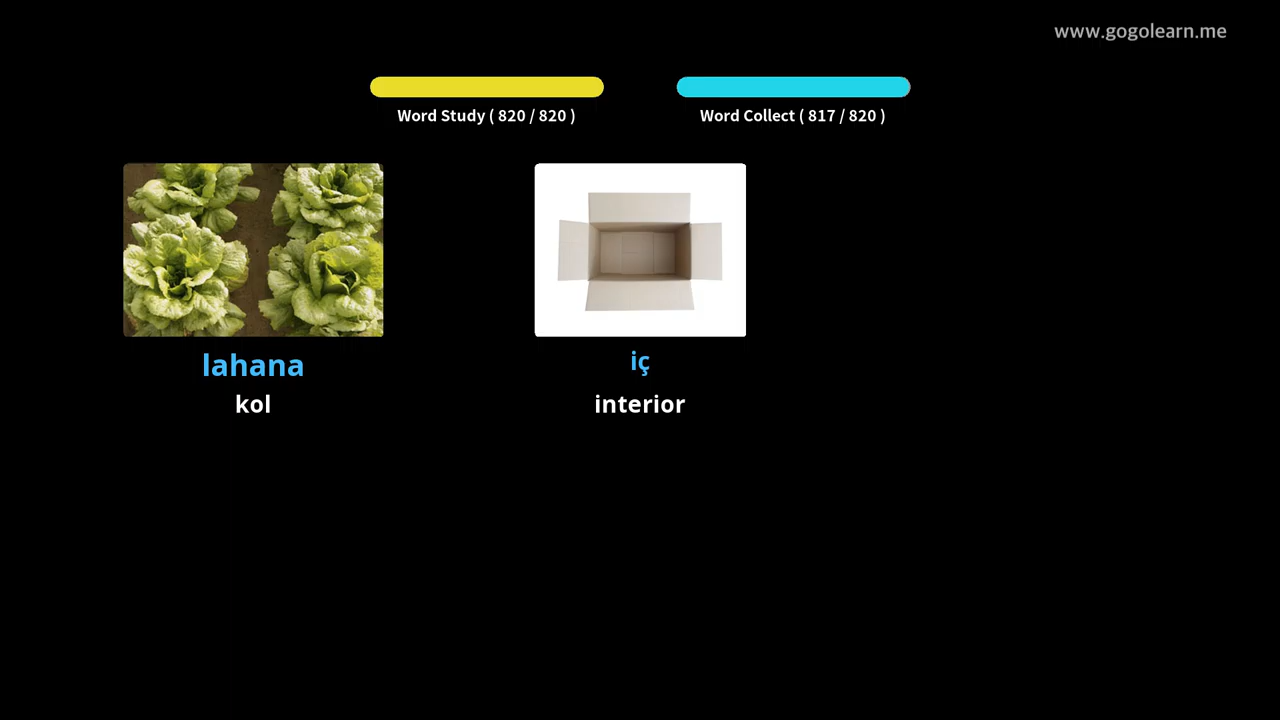 www.gogolearn.me
Word Study ( 820 / 820 )
Word Collect ( 817 / 820 )
lahana
kol
iç
interior